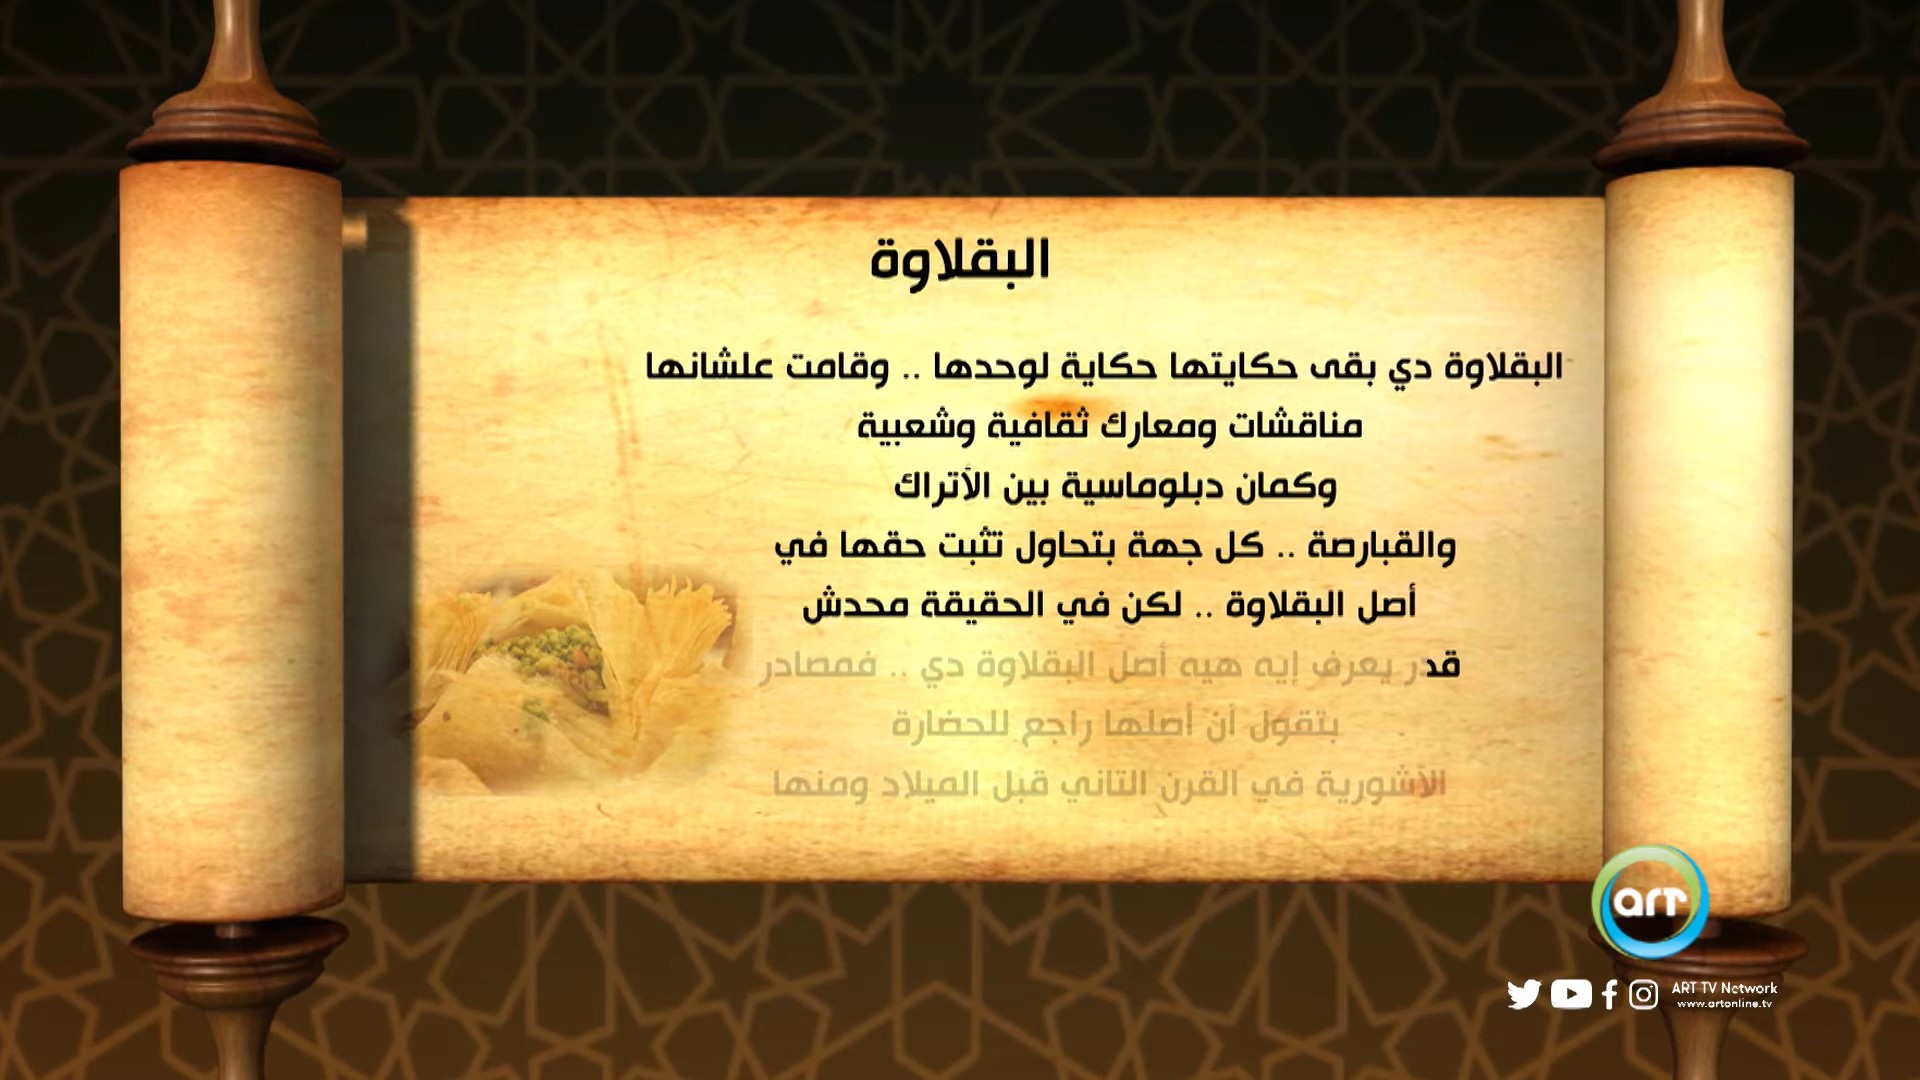 البقلاوة
البقلاوة دي بقى حكايتها حكاية لوحدها .. وقامت علشانها
مناقشات ومعارك ثقافية وشعبية
وكمان دبلوماسية بين الأتراك
والقبارصة .. كل جهة بتحاول تثبت حقها في
أصل البقلاوة .. لكن في الحقيقة محدش
قدر يعرف إيه هيه أصل البقلاوة دي .. فمصادر
بتقول أن أصلها راجع للحضارة
الآشورية في القرن التاني قبل الميلاد ومنها
art
ART TV Network
www.artonline.tv